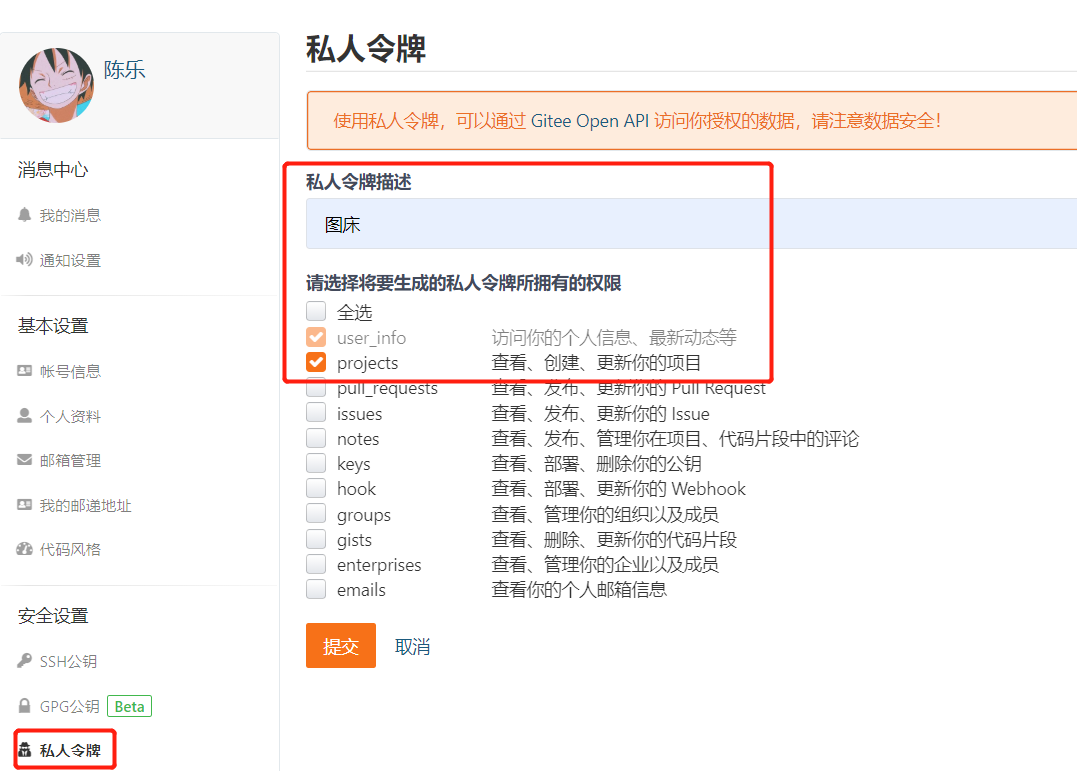 陈乐
消息中心
我的消息
通知设置
基本设置
帐号信息
个人资料
邮箱管理
我的邮递地址
代码风格
安全设置
SSH公钥
GPG公钥 Beta
私人令牌
私人令牌
使用私人令牌，可以通过 Gitee Open API 访问你授权的数据，请注意数据安全！
私人令牌描述
图床
请选择将要生成的私人令牌所拥有的权限
全选
user_info 访问你的个人信息、最新动态等
projects 查看、创建、更新你的项目
pull_requests 查看、发布、更新你的 Pull Request
issues 查看、发布、更新你的 Issue
notes 查看、发布、管理你在项目、代码片段中的评论
keys 查看、部署、删除你的公钥
hook 查看、部署、更新你的 Webhook
groups 查看、管理你的组织以及成员
gists 查看、删除、更新你的代码片段
enterprises 查看、管理你的企业以及成员
emails 查看你的个人邮箱信息
提交 取消